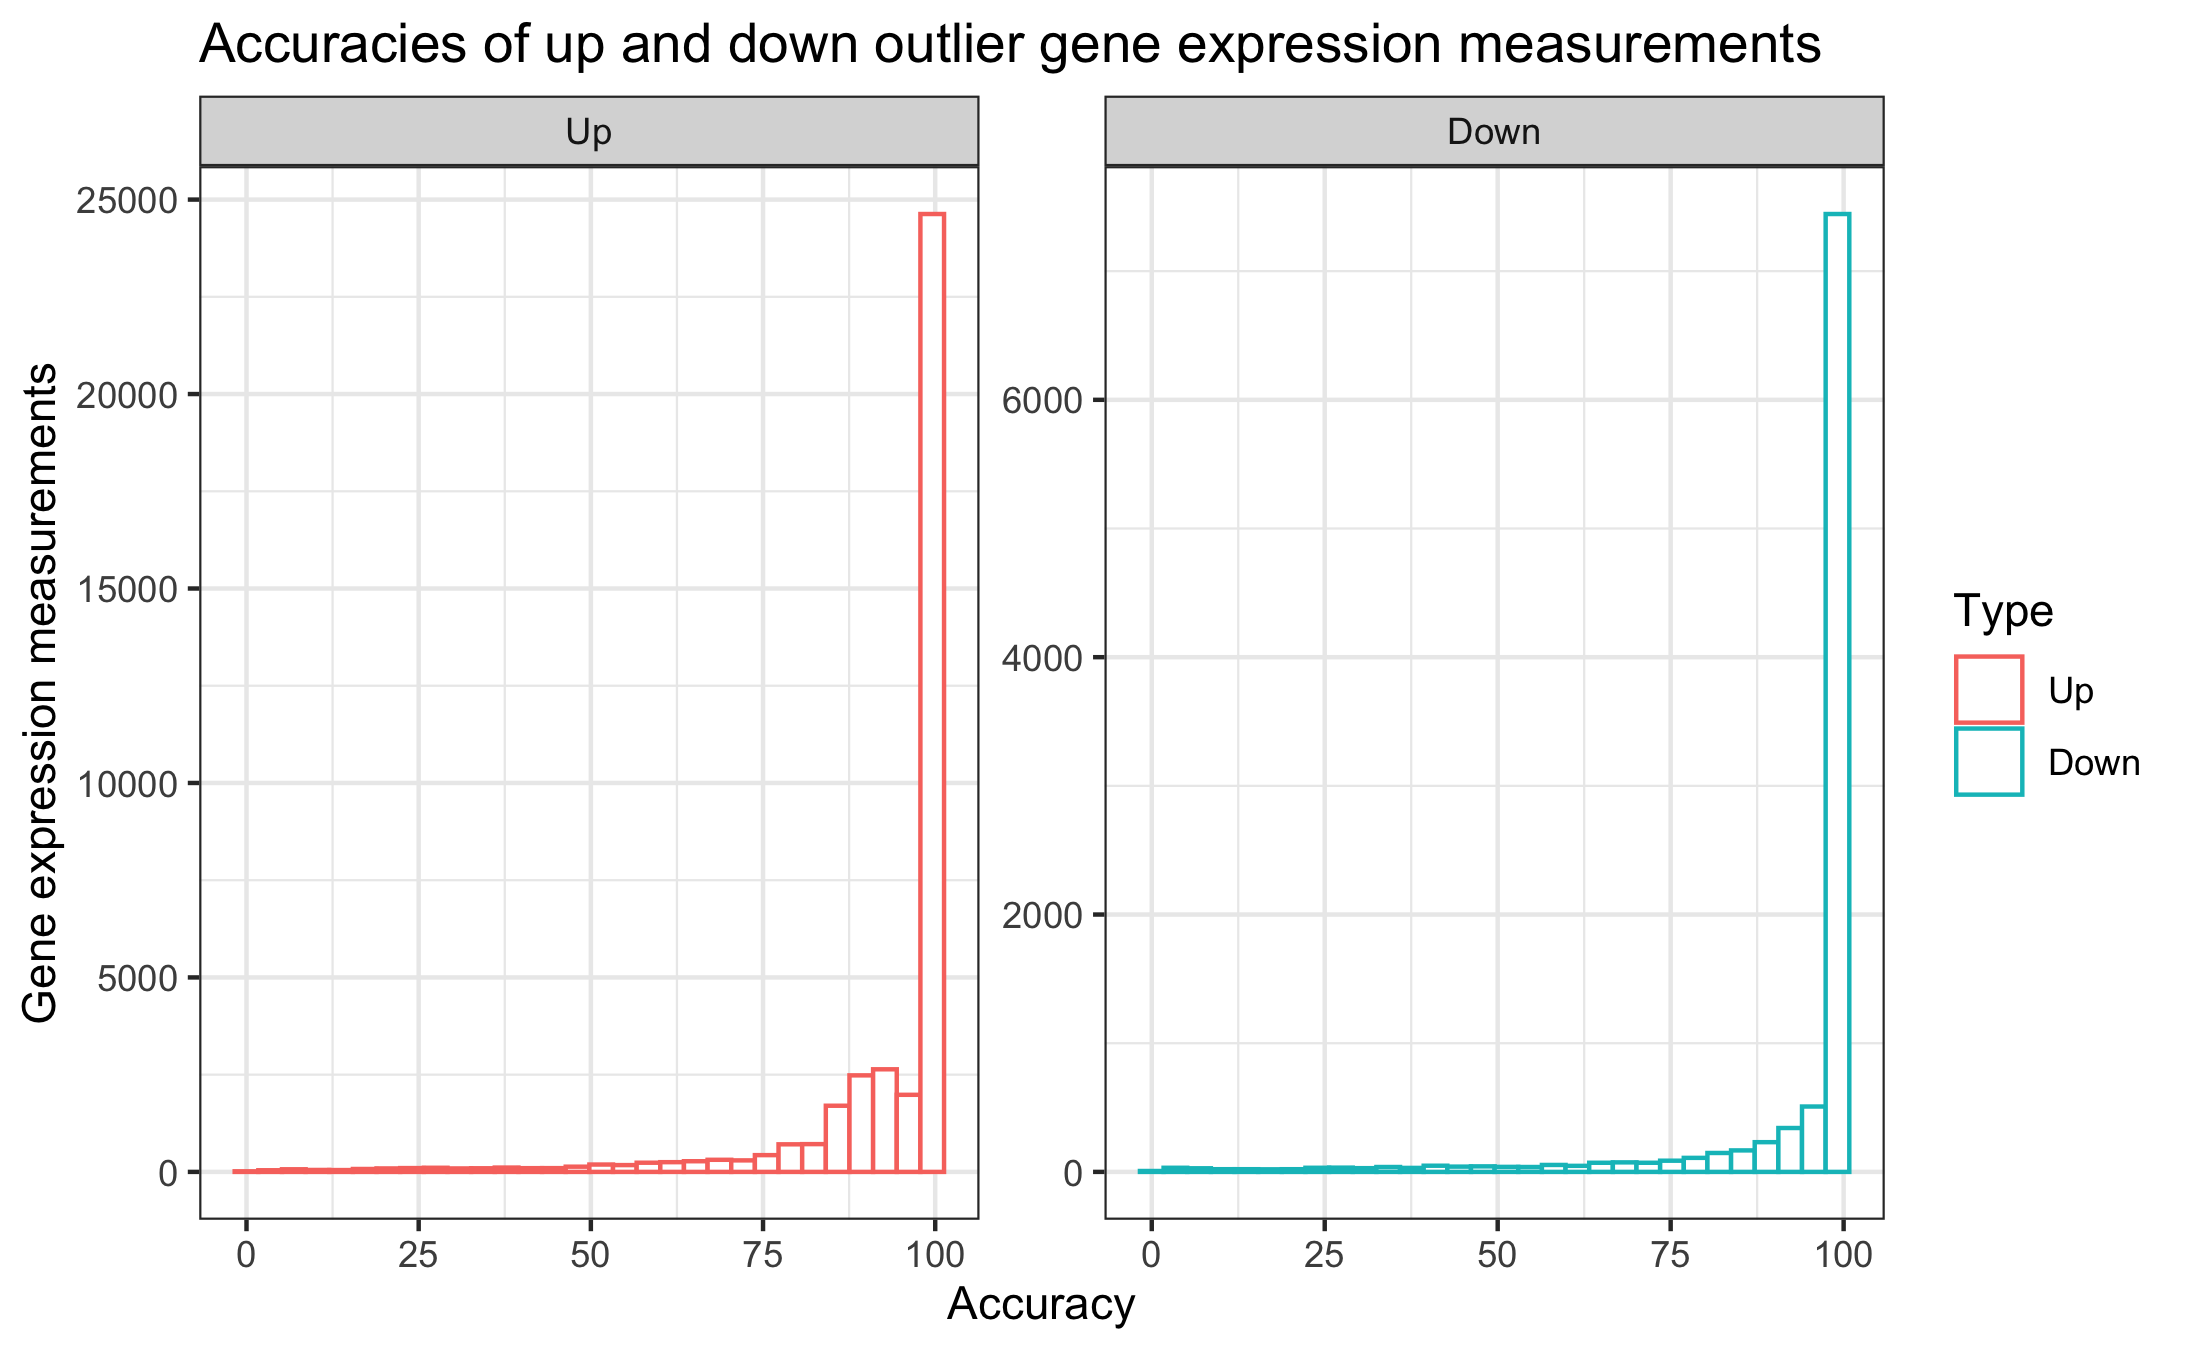 Accuracies of up and down outlier gene expression measurements
Up
Down
Gene expression measurements
25000
20000
15000
10000
5000
0
6000
4000
2000
0
0 25 50 75 100
0 25 50 75 100
Accuracy
Type
Up
Down